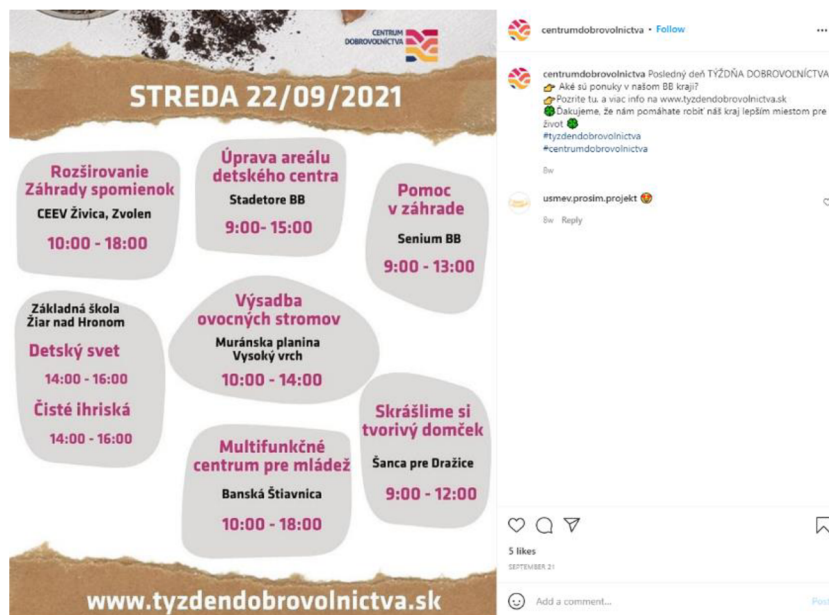 CENTRUM
DOBROVOĽNÍCTVA
STREDA 22/09/2021
Rozširovanie
Záhrady spomienok
CEEV Živica, Zvolen
10:00 - 18:00
Úprava areálu
detského centra
Stadetore BB
9:00- 15:00
Pomoc
v záhrade
Senium BB
9:00 - 13:00
Základná škola
Žiar nad Hronom
Detský svet
14:00 - 16:00
Čisté ihriská
14:00 - 16:00
Výsadba
ovocných stromov
Muránska planina
Vysoký vrch
10:00 - 14:00
Multifunkčné
centrum pre mládež
Banská Štiavnica
10:00 - 18:00
Skrášlime si
tvorivý domček
Šanca pre Dražice
9:00 - 12:00
www.tyzdendobrovolnictva.sk
centrumdobrovolnictva • Follow
centrumdobrovolnictva Posledný deň TÝŽDŇA DOBROVOĽNÍCTVA
👉 Aké sú ponuky v našom BB kraji?
👉Pozrite tu, a viac info na www.tyzdendobrovolnictva.sk
🍀Ďakujeme, že nám pomáhate robiť náš kraj lepším miestom pre
život 🍀
#tyzdendobrovolnictva
#centrumdobrovolnictva
8w
usmev.prosim.projekt 😍
8w Reply
5 likes
SEPTEMBER 21
Add a comment...
Post